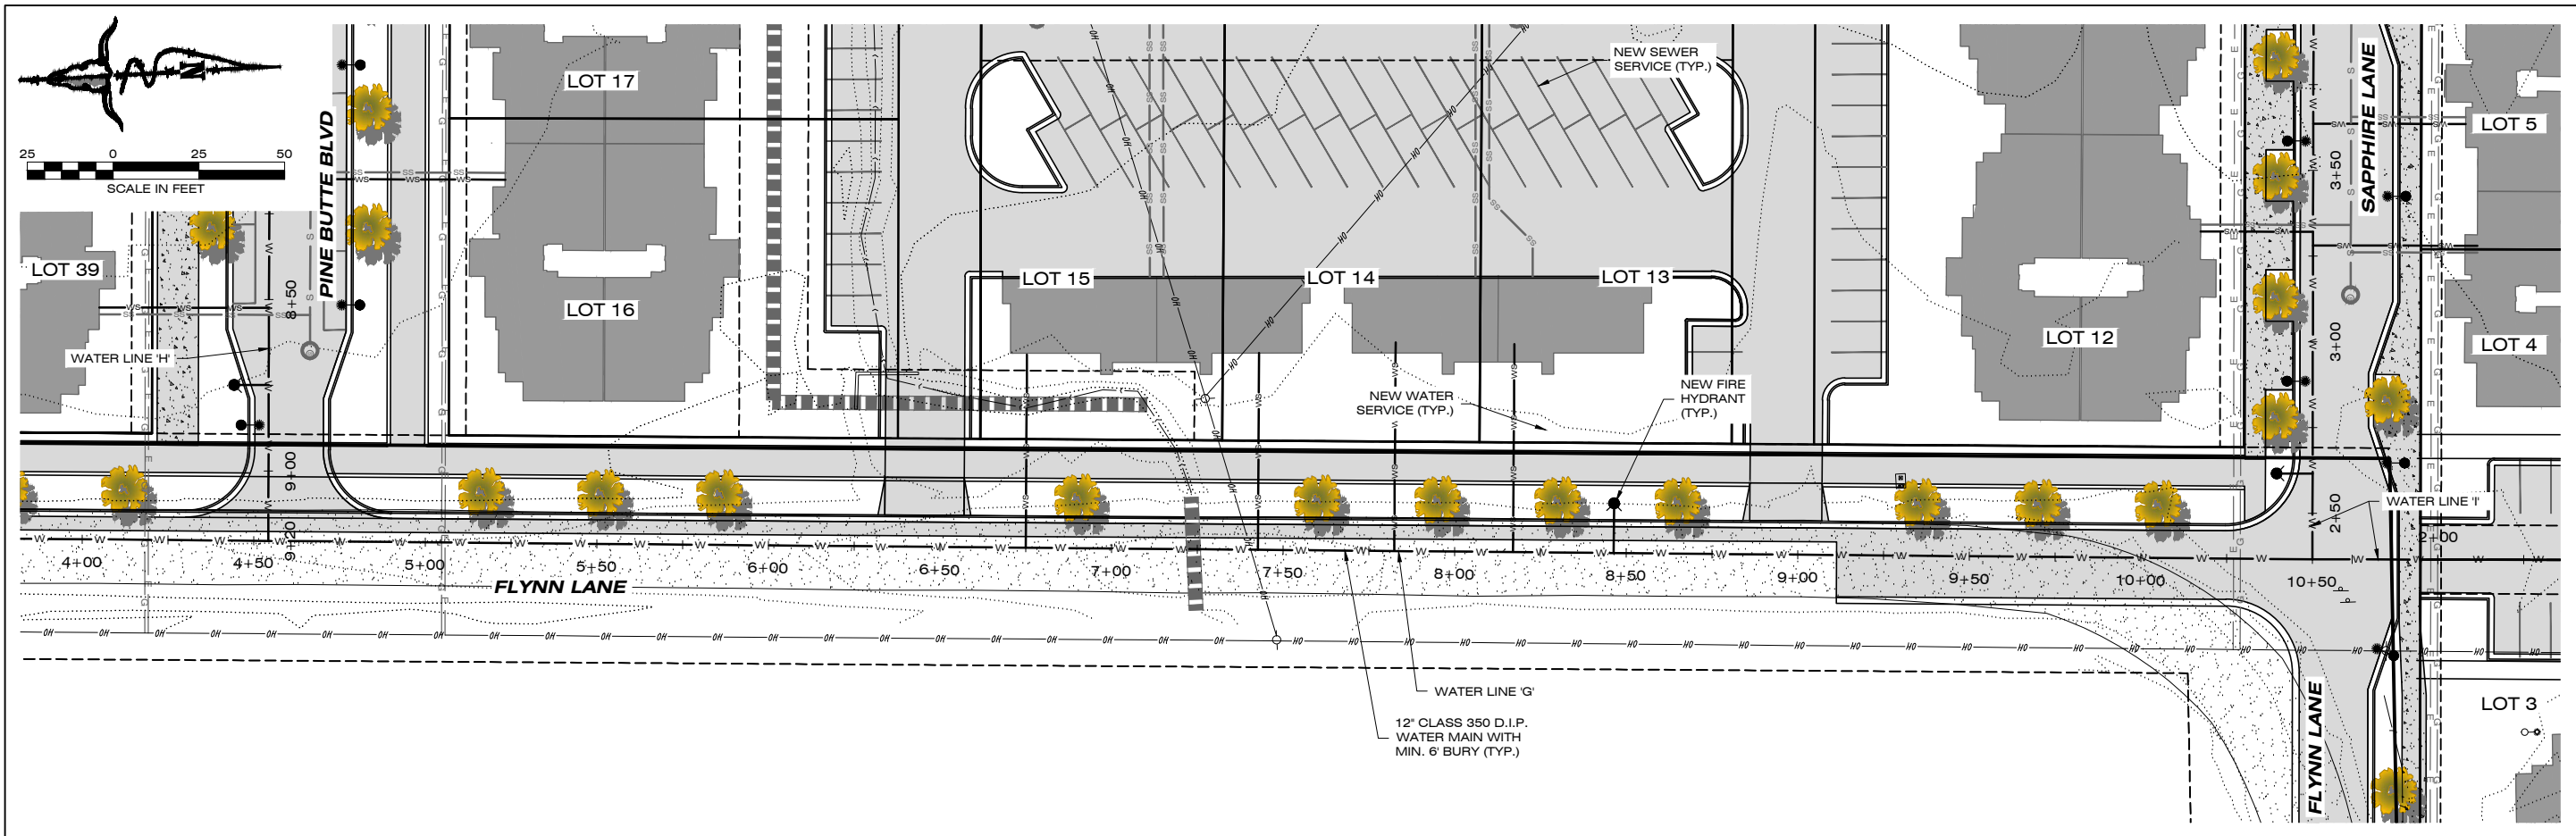 N
25 0 25 50
SCALE IN FEET
PINE BUTTE BLVD
LOT 17
NEW SEWER
SERVICE (TYP.)
SAPPHIRE LANE
LOT 5
3+50
LOT 39
8+50
WATER LINE 'H'
LOT 16
LOT 15
LOT 14
LOT 13
LOT 12
3+00
LOT 4
NEW WATER
SERVICE (TYP.)
NEW FIRE
HYDRANT
(TYP.)
9+00
9+20
2+50
WATER LINE 'I'
2+00
4+00
4+50
5+00
5+50
6+00
6+50
7+00
7+50
8+00
8+50
9+00
9+50
10+00
10+50
FLYNN LANE
WATER LINE 'G'
12" CLASS 350 D.I.P.
WATER MAIN WITH
MIN. 6' BURY (TYP.)
FLYNN LANE
LOT 3